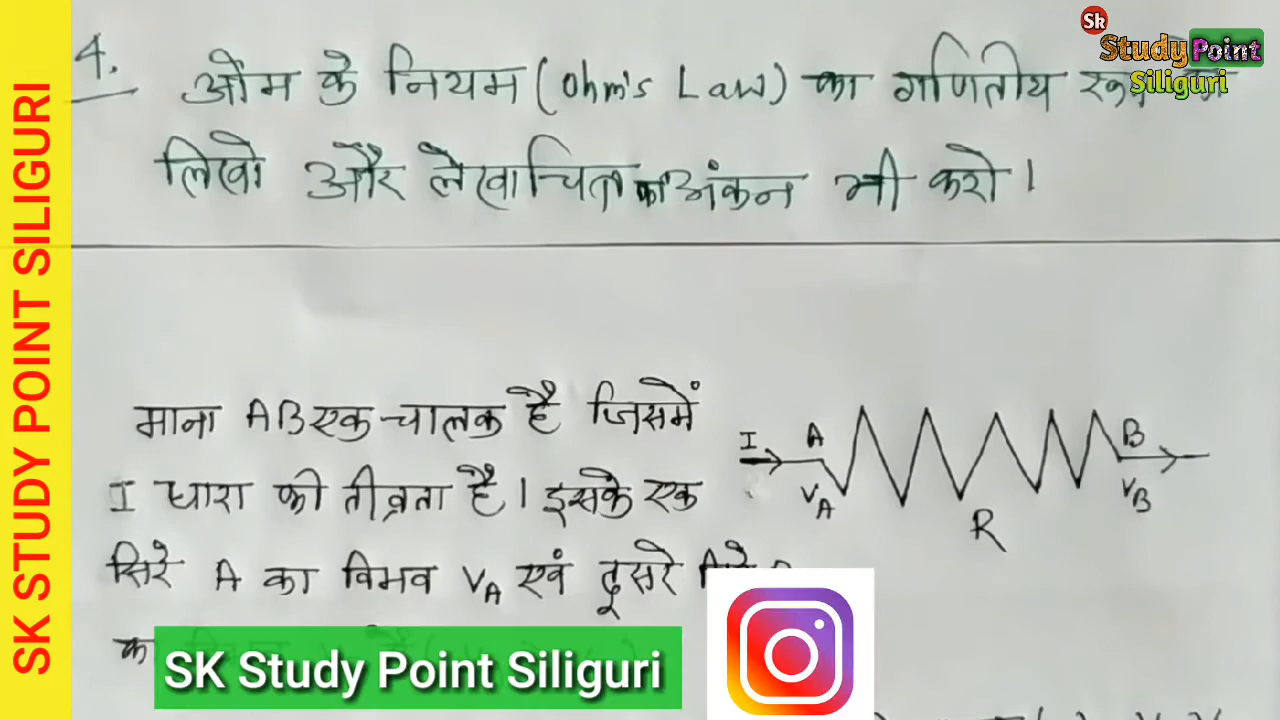 4.
ओम के नियम (Ohm's Law) का गणितीय
लिखो और लेखाचित्र का अंकन भी करो।
माना AB एक चालक है जिसमें
I धारा की तीव्रता है। इसके एक
सिरे A का विभव VA एवं दूसरे
का
I A B
VA VB
R
SK STUDY POINT SILIGURI
Sk
Study Point
Siliguri
SK Study Point Siliguri